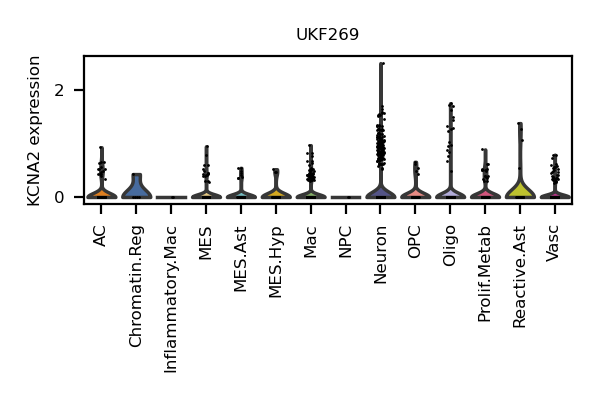 UKF269
KCNA2 expression
2
0
AC
Chromatin.Reg
Inflammatory.Mac
MES
MES.Ast
MES.Hyp
Mac
NPC
Neuron
OPC
Oligo
Prolif.Metab
Reactive.Ast
Vasc